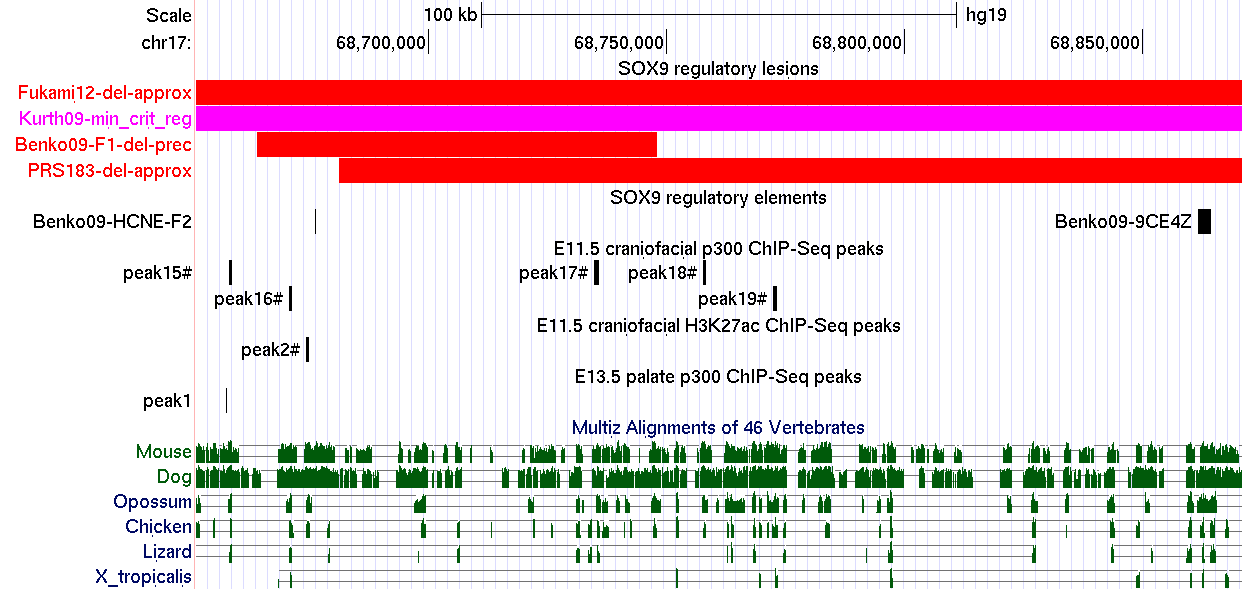 Scale 100 kb hg19
chr17: 68,700,000 68,750,000 68,800,000 68,850,000
SOX9 regulatory lesions
Fukami12-del-approx
Kurth09-min_crit_reg
Benko09-F1-del-prec
PRS183-del-approx
SOX9 regulatory elements
Benko09-HCNE-F2 Benko09-9CE4Z
E11.5 craniofacial p300 ChIP-Seq peaks
peak15# peak17# peak18#
peak16# peak19#
E11.5 craniofacial H3K27ac ChIP-Seq peaks
peak2#
E13.5 palate p300 ChIP-Seq peaks
peak1
Multiz Alignments of 46 Vertebrates
Mouse
Dog
Opossum
Chicken
Lizard
X_tropicalis